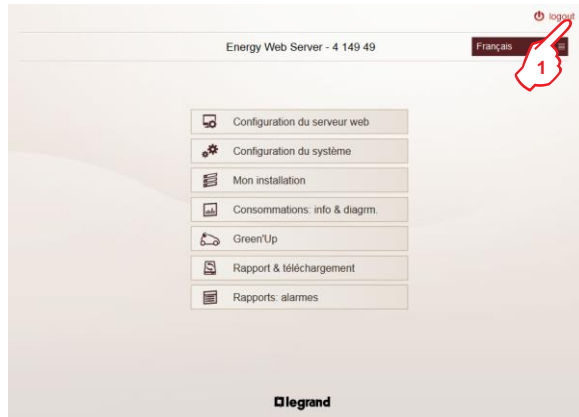 logout
Energy Web Server - 4 149 49
Français
1
Configuration du serveur web
Configuration du système
Mon installation
Consommations: info & diagrm.
Green'Up
Rapport & téléchargement
Rapports: alarmes
legrand